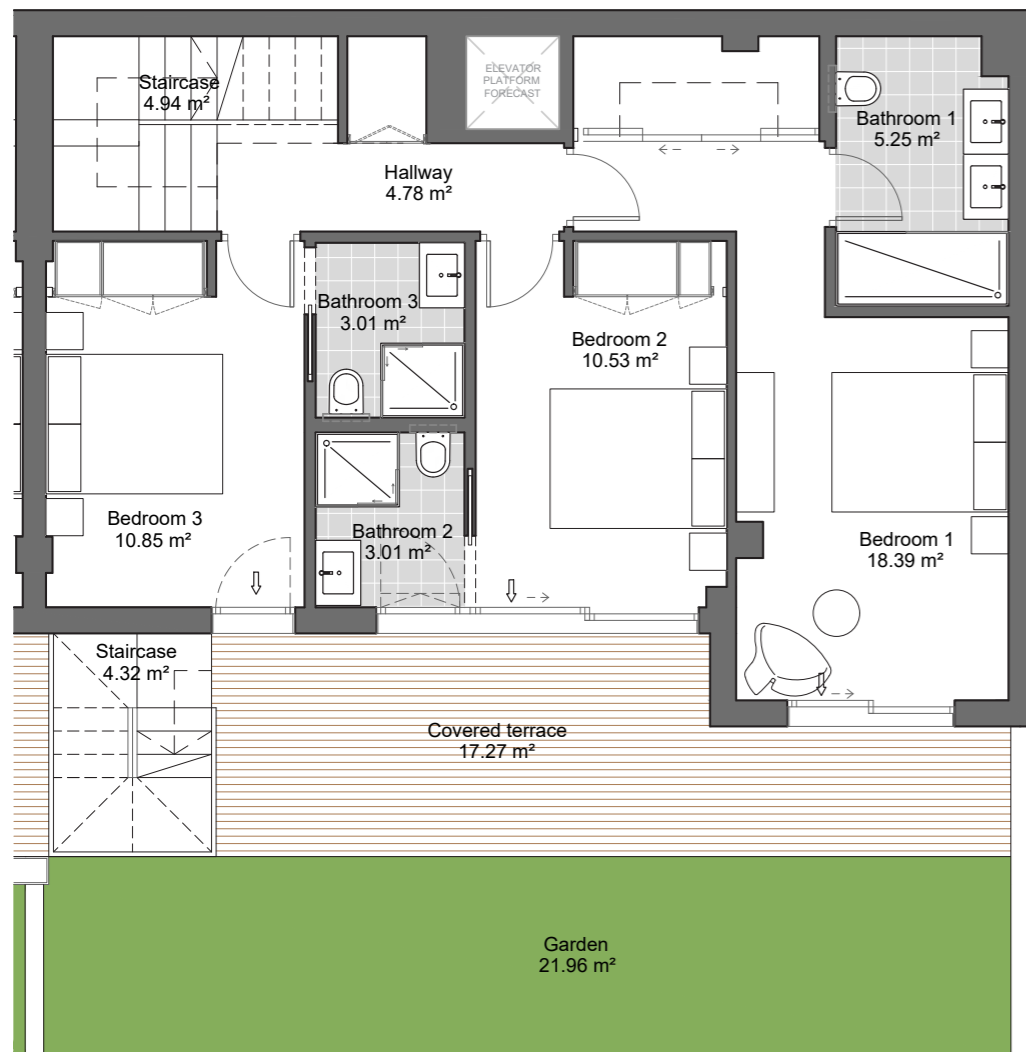 Staircase
4.94 m²
ELEVATOR
PLATFORM
FORECAST
Bathroom 1
5.25 m²
Hallway
4.78 m²
Bathroom 3
3.01 m²
Bedroom 2
10.53 m²
Bedroom 3
10.85 m²
Bathroom 2
3.01 m²
Bedroom 1
18.39 m²
Staircase
4.32 m²
Covered terrace
17.27 m²
Garden
21.96 m²